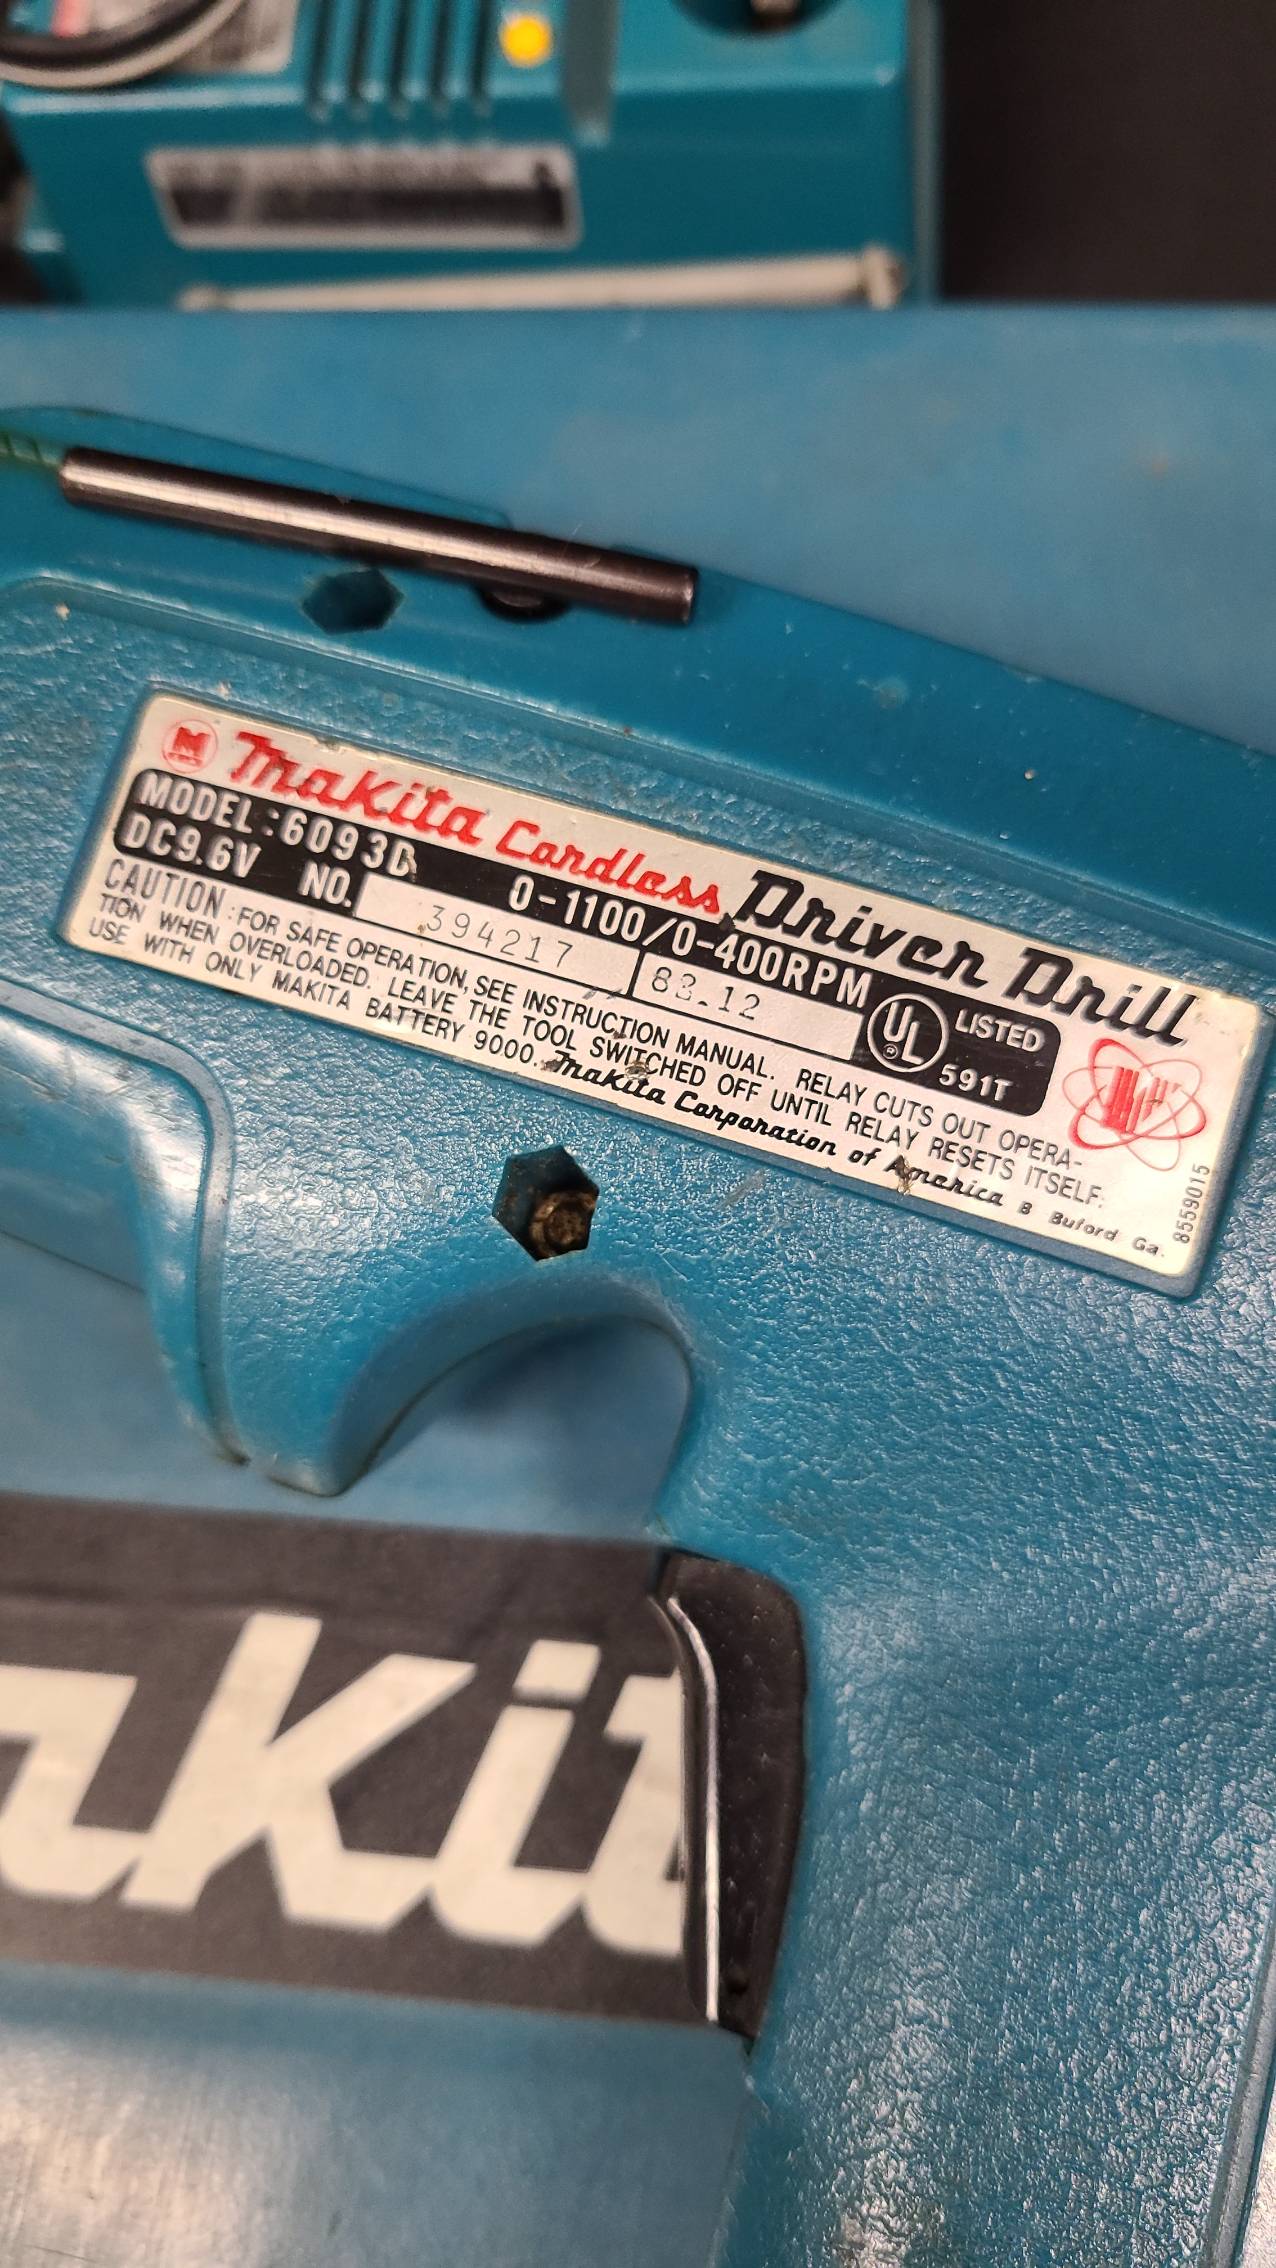 M Makita Cordless Driver Drill
MODEL:6093D 0-1100/0-400RPM
DC9.6V NO. 394217 88.12
UL ® LISTED
591T
CAUTION:FOR SAFE OPERATION, SEE INSTRUCTION MANUAL. RELAY CUTS OUT OPERA-
TION WHEN OVERLOADED. LEAVE THE TOOL SWITCHED OFF UNTIL RELAY RESETS ITSELF.
USE WITH ONLY MAKITA BATTERY 9000. Makita Corporation of America B Buford Ga.
8559015
akit